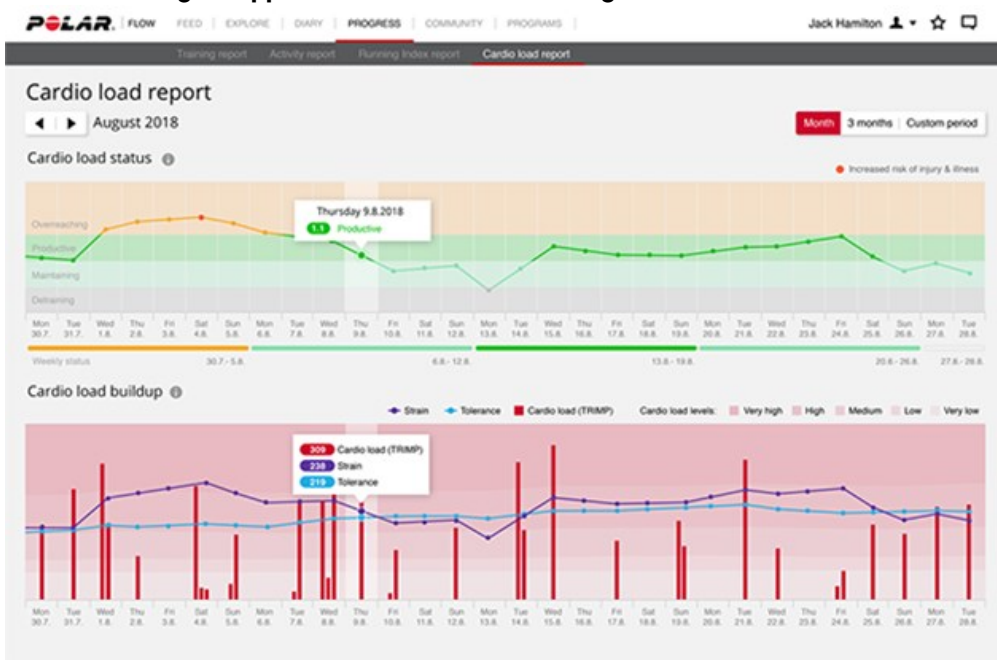 POLAR. FLOW FEED EXPLORE DIARY PROGRESS COMMUNITY PROGRAMS Jack Hamilton
Training report Activity report Running Index report Cardio load report
Cardio load report
August 2018
Month 3 months Custom period
Cardio load status
Increased risk of injury & illness
Thursday 9.8.2018
1.1 Productive
Overreaching
Productive
Maintaining
Detraining
Mon Tue Wed Thu Fri Sat Sun Mon Tue Wed Thu Fri Sat Sun Mon Tue Wed Thu Fri Sat Sun Mon Tue Wed Thu Fri Sat Sun Mon Tue
30.7. 31.7. 1.8. 2.8. 3.8. 4.8. 5.8. 6.8. 7.8. 8.8. 9.8. 10.8. 11.8. 12.8. 13.8. 14.8. 15.8. 16.8. 17.8. 18.8. 19.8. 20.8. 21.8. 22.8. 23.8. 24.8. 25.8. 26.8. 27.8. 28.8.
Weekly status 30.7.- 5.8. 6.8.- 12.8. 13.8.- 19.8. 20.8.- 26.8. 27.8.- 28.8.
Cardio load buildup
Strain Tolerance Cardio load (TRIMP) Cardio load levels: Very high High Medium Low Very low
309 Cardio load (TRIMP)
238 Strain
219 Tolerance
Mon Tue Wed Thu Fri Sat Sun Mon Tue Wed Thu Fri Sat Sun Mon Tue Wed Thu Fri Sat Sun Mon Tue Wed Thu Fri Sat Sun Mon Tue
30.7. 31.7. 1.8. 2.8. 3.8. 4.8. 5.8. 6.8. 7.8. 8.8. 9.8. 10.8. 11.8. 12.8. 13.8. 14.8. 15.8. 16.8. 17.8. 18.8. 19.8. 20.8. 21.8. 22.8. 23.8. 24.8. 25.8. 26.8. 27.8. 28.8.